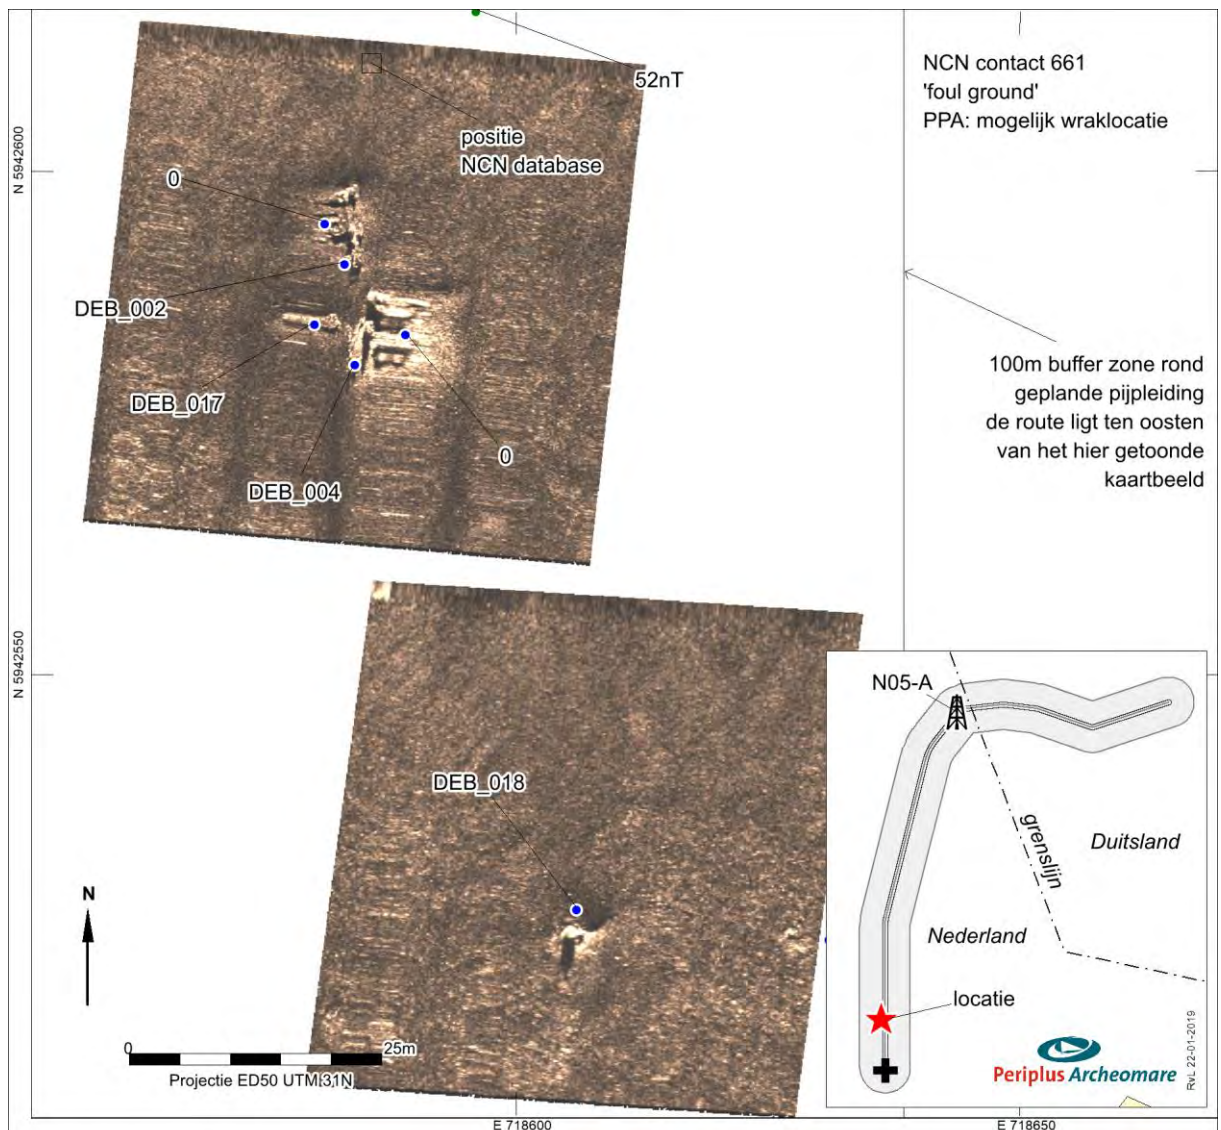 52nT
NCN contact 661
'foul ground'
PPA: mogelijk wraklocatie
positie
NCN database
N 5942600
0
DEB_002
DEB_017
DEB_004
0
100m buffer zone rond
geplande pijpleiding
de route ligt ten oosten
van het hier getoonde
kaartbeeld
N 5942550
DEB_018
N05-A
grenslijn
Duitsland
Nederland
locatie
N
0
25m
Projectie ED50 UTM31N
Periplus Archeomare
RvL 22-01-2019
E 718600
E 718650